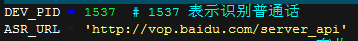 DEV_PID = 1537  # 1537 表示识别普通话
ASR_URL = 'http://vop.baidu.com/server_api'